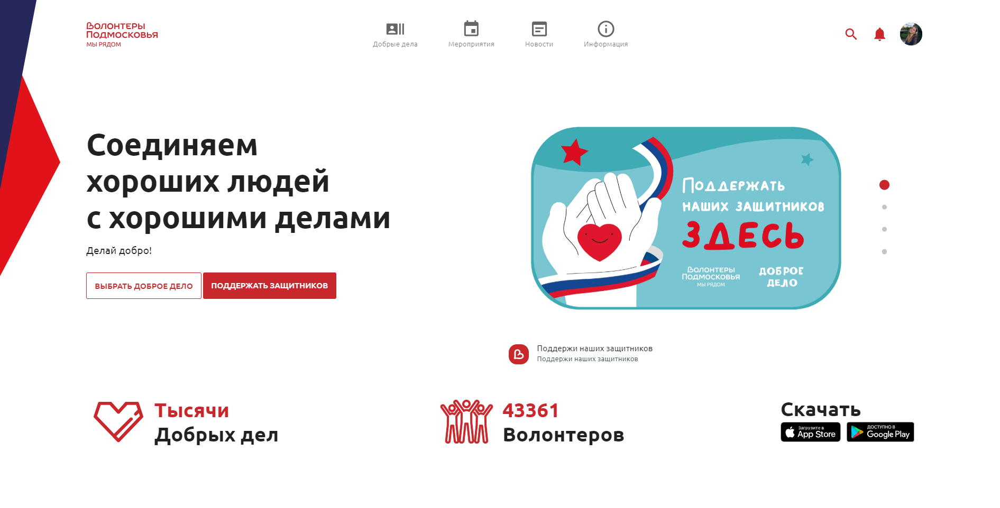 Волонтеры
Подмосковья
мы рядом
Добрые дела
Мероприятия
Новости
Информация
Соединяем
хороших людей
с хорошими делами
Делай добро!
ВЫБРАТЬ ДОБРОЕ ДЕЛО
ПОДДЕРЖАТЬ ЗАЩИТНИКОВ
Поддержать
наших защитников
ЗДЕСЬ
Волонтеры
Подмосковья
мы рядом
ДОБРОЕ
ДЕЛО
Поддержи наших защитников
Поддержи наших защитников
Тысячи
Добрых дел
43361
Волонтеров
Скачать
Загрузите в
App Store
ДОСТУПНО В
Google Play